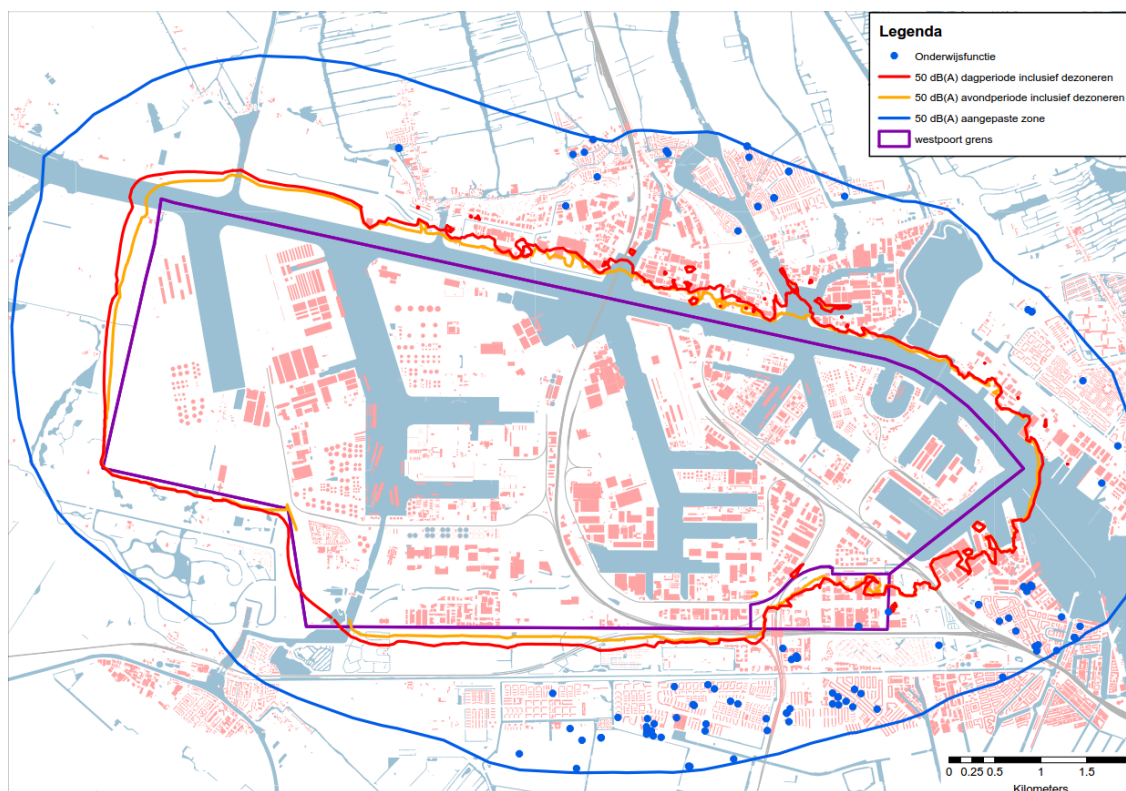 Legenda
Onderwijsfunctie
50 dB(A) dagperiode inclusief dezoneren
50 dB(A) avondperiode inclusief dezoneren
50 dB(A) aangepaste zone
westpoort grens
0 0.25 0.5 1 1.5
Kilometers